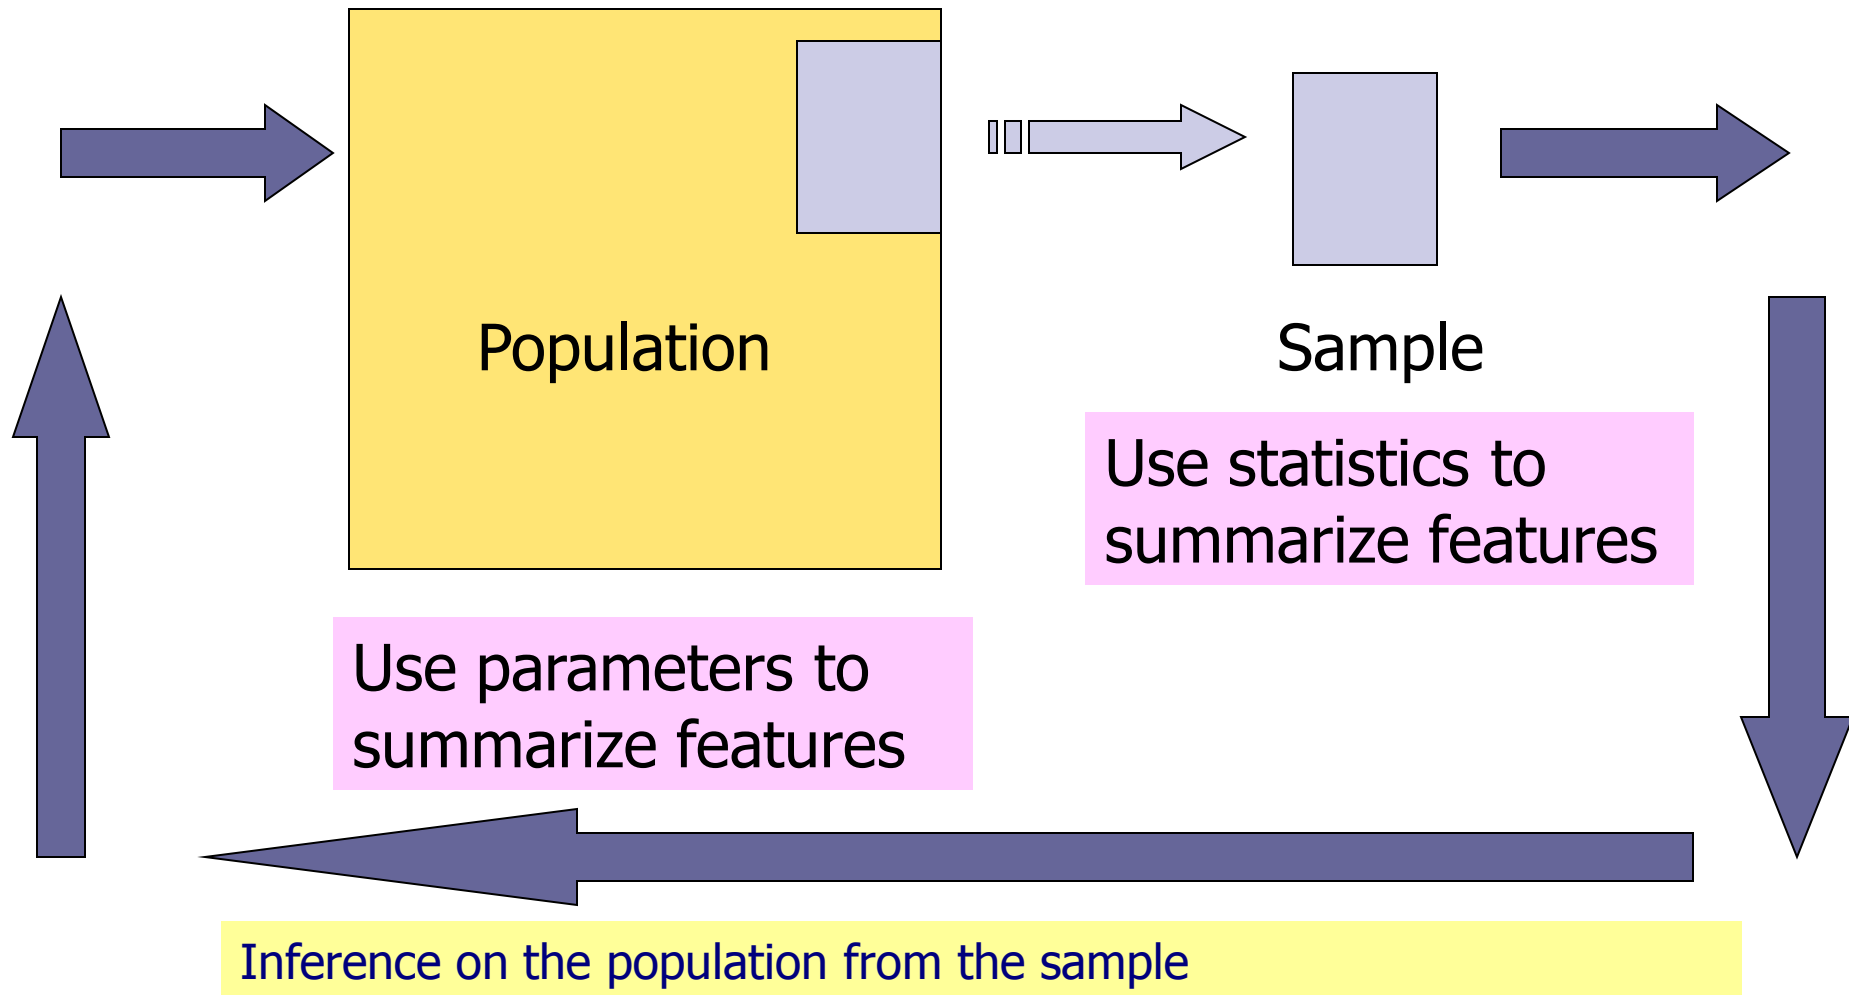 Population
Sample
Use statistics to
summarize features
Use parameters to
summarize features
Inference on the population from the sample